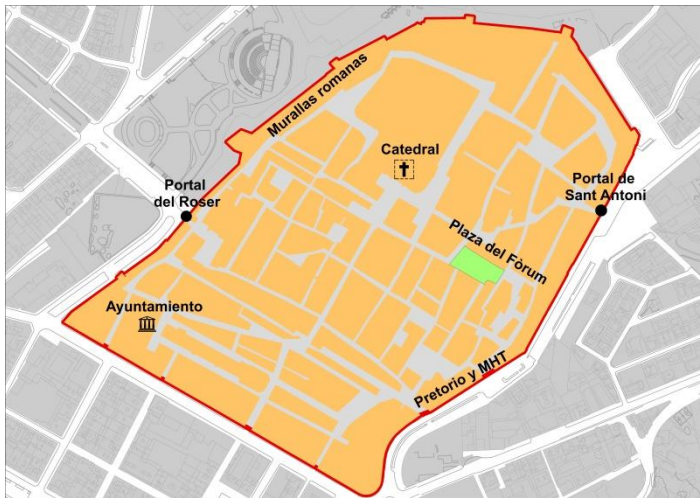 Murallas romanas
Catedral
Portal
del Roser
Portal de
Sant Antoni
Plaza del Fòrum
Ayuntamiento
Pretorio y MHT